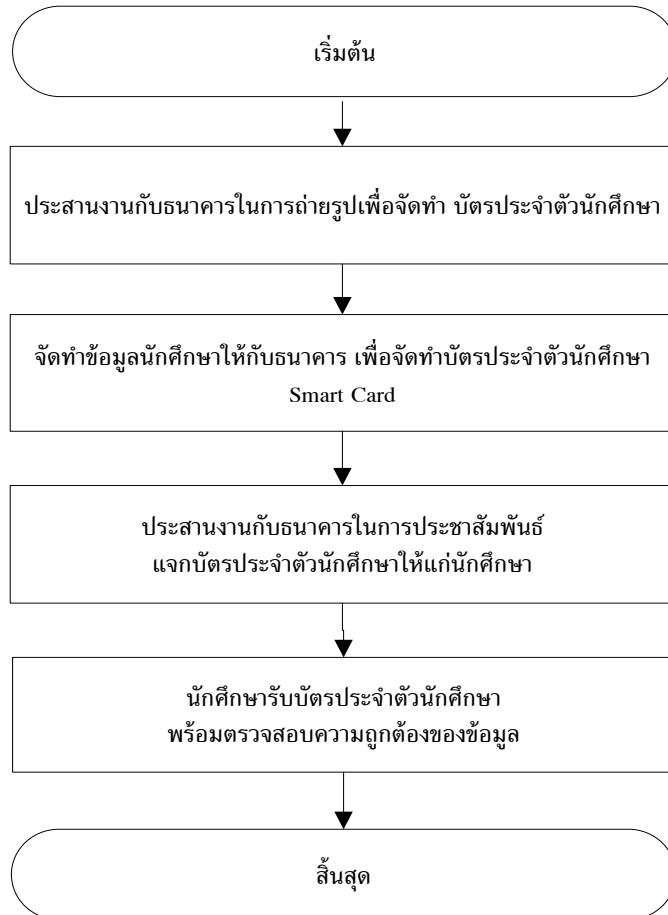 เริ่มต้น
ประสานงานกับธนาคารในการถ่ายรูปเพื่อจัดทำ บัตรประจำตัวนักศึกษา
จัดทำข้อมูลนักศึกษาให้กับธนาคาร เพื่อจัดทำบัตรประจำตัวนักศึกษา
Smart Card
ประสานงานกับธนาคารในการประชาสัมพันธ์
แจกบัตรประจำตัวนักศึกษาให้แก่นักศึกษา
นักศึกษารับบัตรประจำตัวนักศึกษา
พร้อมตรวจสอบความถูกต้องของข้อมูล
สิ้นสุด